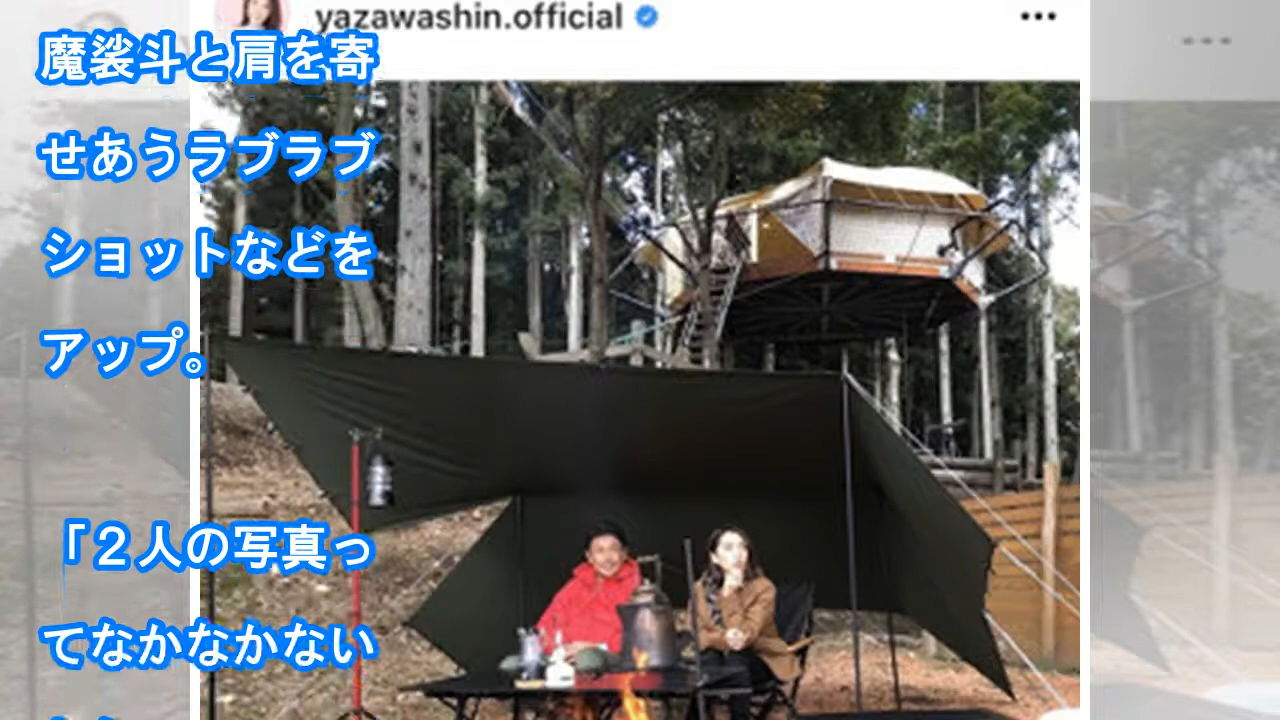 yazawashin.official
魔裟斗と肩を寄
せあうラブラブ
ショットなどを
アップ。
「２人の写真っ
てなかなかない